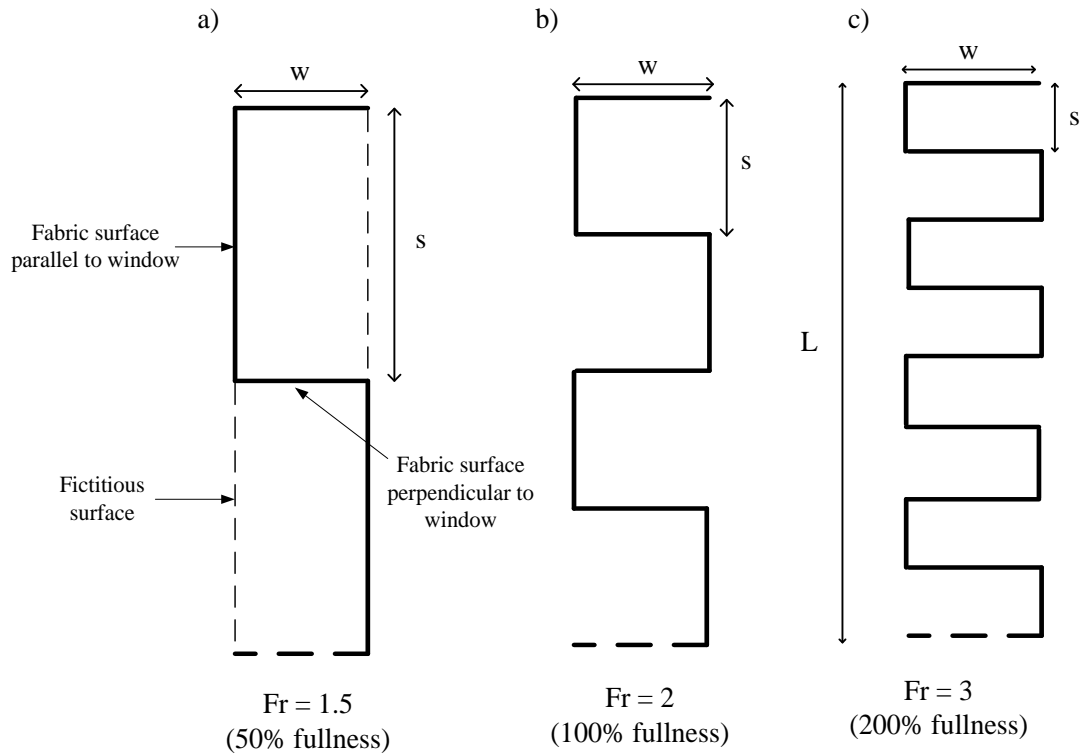 a)
w
s
Fabric surface
parallel to window
Fictitious
surface
Fabric surface
perpendicular to
window
Fr = 1.5
(50% fullness)
b)
w
s
Fr = 2
(100% fullness)
c)
w
s
L
Fr = 3
(200% fullness)